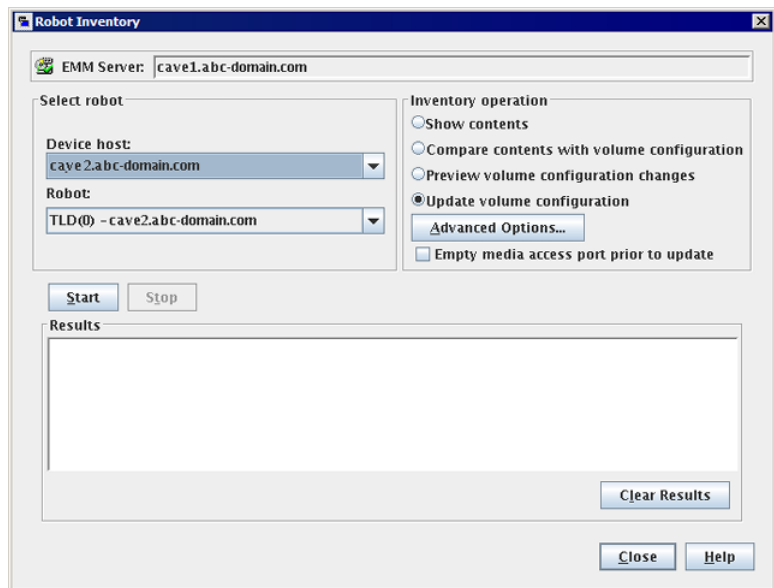 Robot Inventory
EMM Server: cave1.abc-domain.com
Select robot
Device host:
cave2.abc-domain.com
Robot:
TLD(0) - cave2.abc-domain.com
Inventory operation
Show contents
Compare contents with volume configuration
Preview volume configuration changes
Update volume configuration
Advanced Options...
Empty media access port prior to update
Start Stop
Results
Clear Results
Close Help